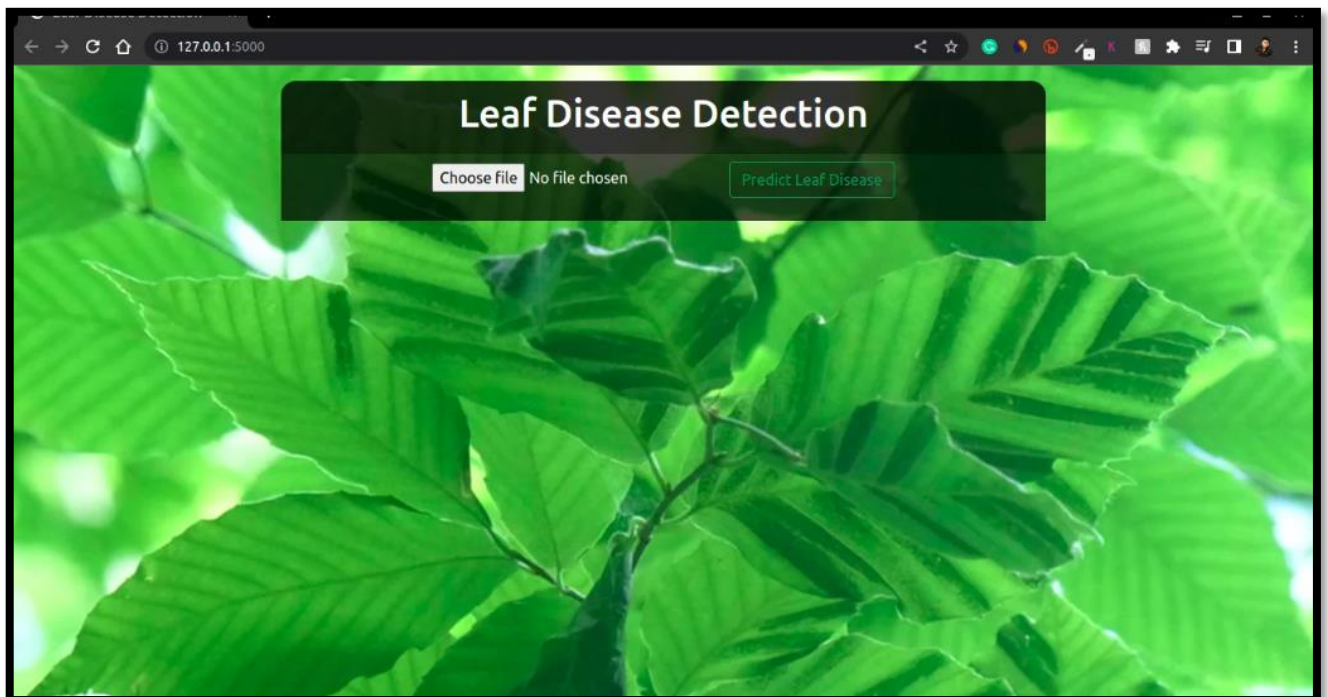 127.0.0.1:5000
Leaf Disease Detection
Choose file No file chosen
Predict Leaf Disease